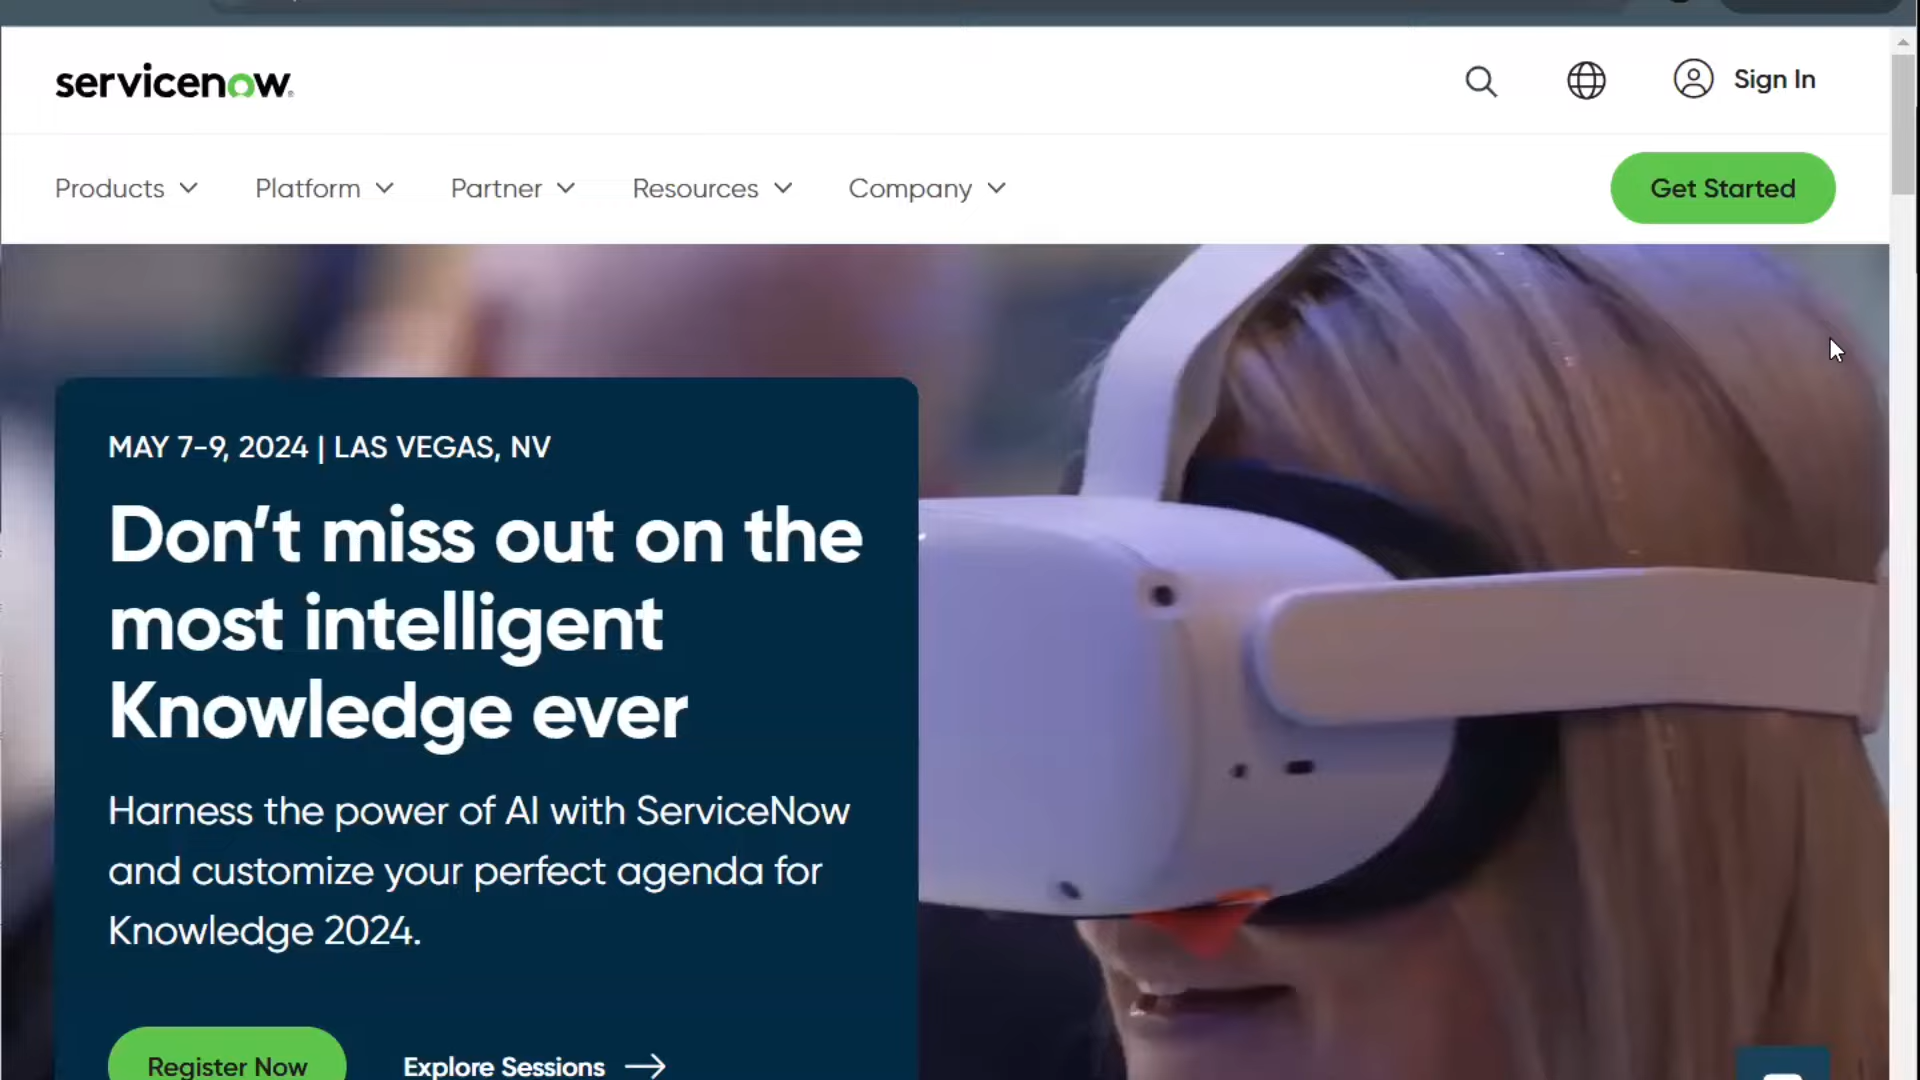 servicenow
Sign In
Products
Platform
Partner
Resources
Company
Get Started
MAY 7-9, 2024 | LAS VEGAS, NV
Don’t miss out on the
most intelligent
Knowledge ever
Harness the power of AI with ServiceNow
and customize your perfect agenda for
Knowledge 2024.
Register Now
Explore Sessions